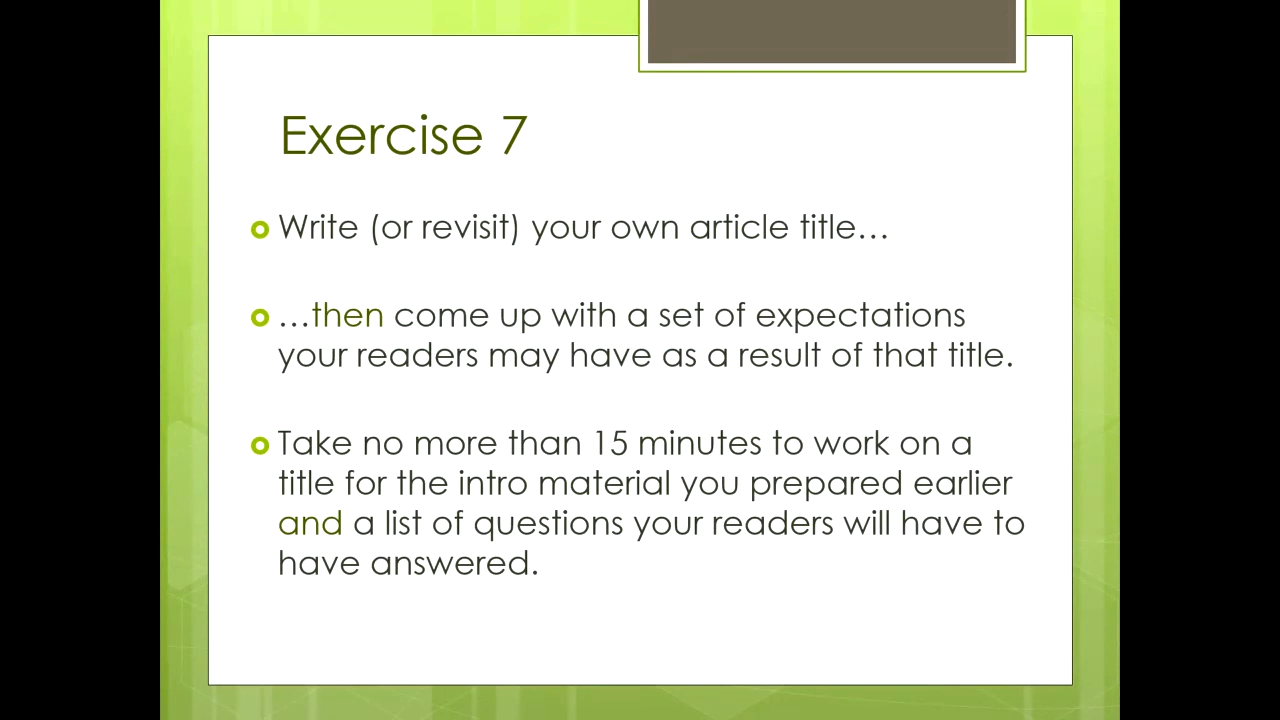 Exercise 7
Write (or revisit) your own article title…
…then come up with a set of expectations
your readers may have as a result of that title.
Take no more than 15 minutes to work on a
title for the intro material you prepared earlier
and a list of questions your readers will have to
have answered.